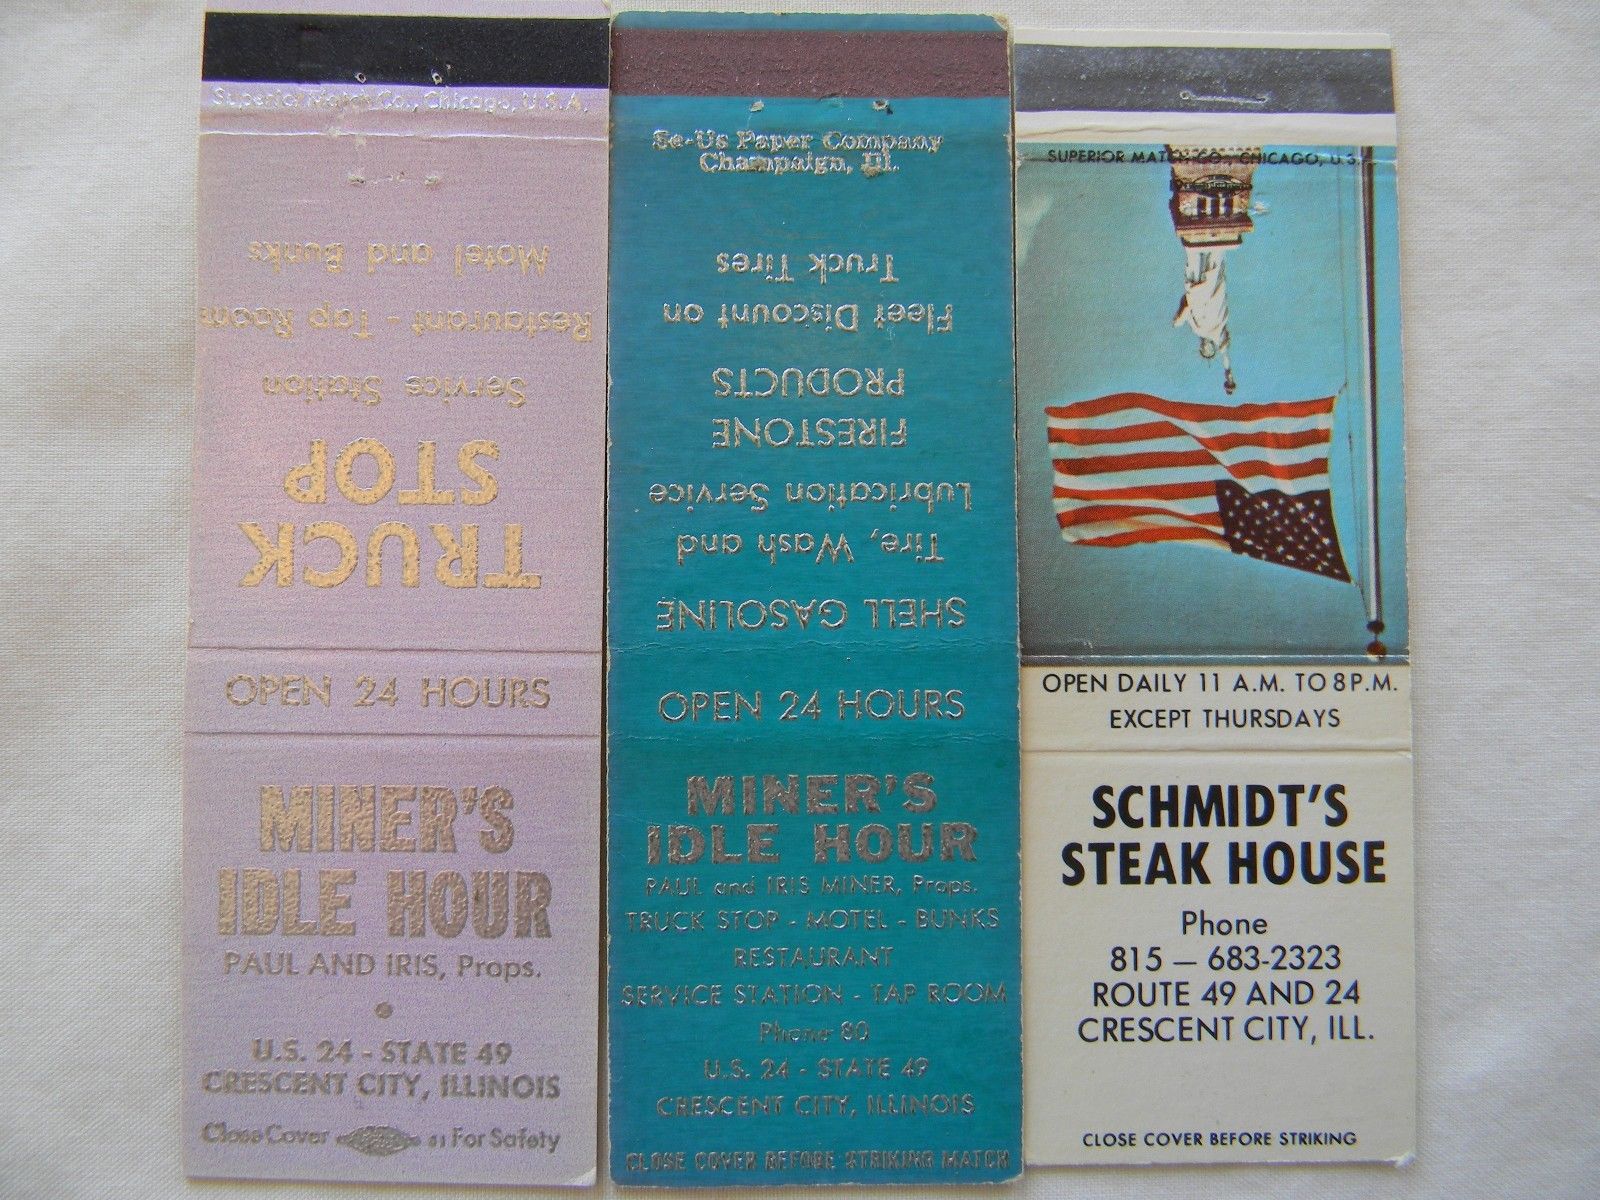 Superior Match Co., Chicago, U.S.A.
TRUCK
STOP
Service Station
Restaurant - Tap Room
Motel and Bunks
OPEN 24 HOURS
MINER'S
IDLE HOUR
PAUL AND IRIS, Props.
U.S. 24 - STATE 49
CRESCENT CITY, ILLINOIS
Close Cover For Safety
Se-Us Paper Company
Champaign, Ill.
SHELL GASOLINE
Tire, Wash and
Lubrication Service
FIRESTONE
PRODUCTS
Fleet Discount on
Truck Tires
OPEN 24 HOURS
MINER'S
IDLE HOUR
PAUL and IRIS MINER, Props.
TRUCK STOP - MOTEL - BUNKS
RESTAURANT
SERVICE STATION - TAP ROOM
Phone 80
U.S. 24 - STATE 49
CRESCENT CITY, ILLINOIS
CLOSE COVER BEFORE STRIKING MATCH
SUPERIOR MATCH CO., CHICAGO, U.S.
OPEN DAILY 11 A.M. TO 8 P.M.
EXCEPT THURSDAYS
SCHMIDT'S
STEAK HOUSE
Phone
815 — 683-2323
ROUTE 49 AND 24
CRESCENT CITY, ILL.
CLOSE COVER BEFORE STRIKING